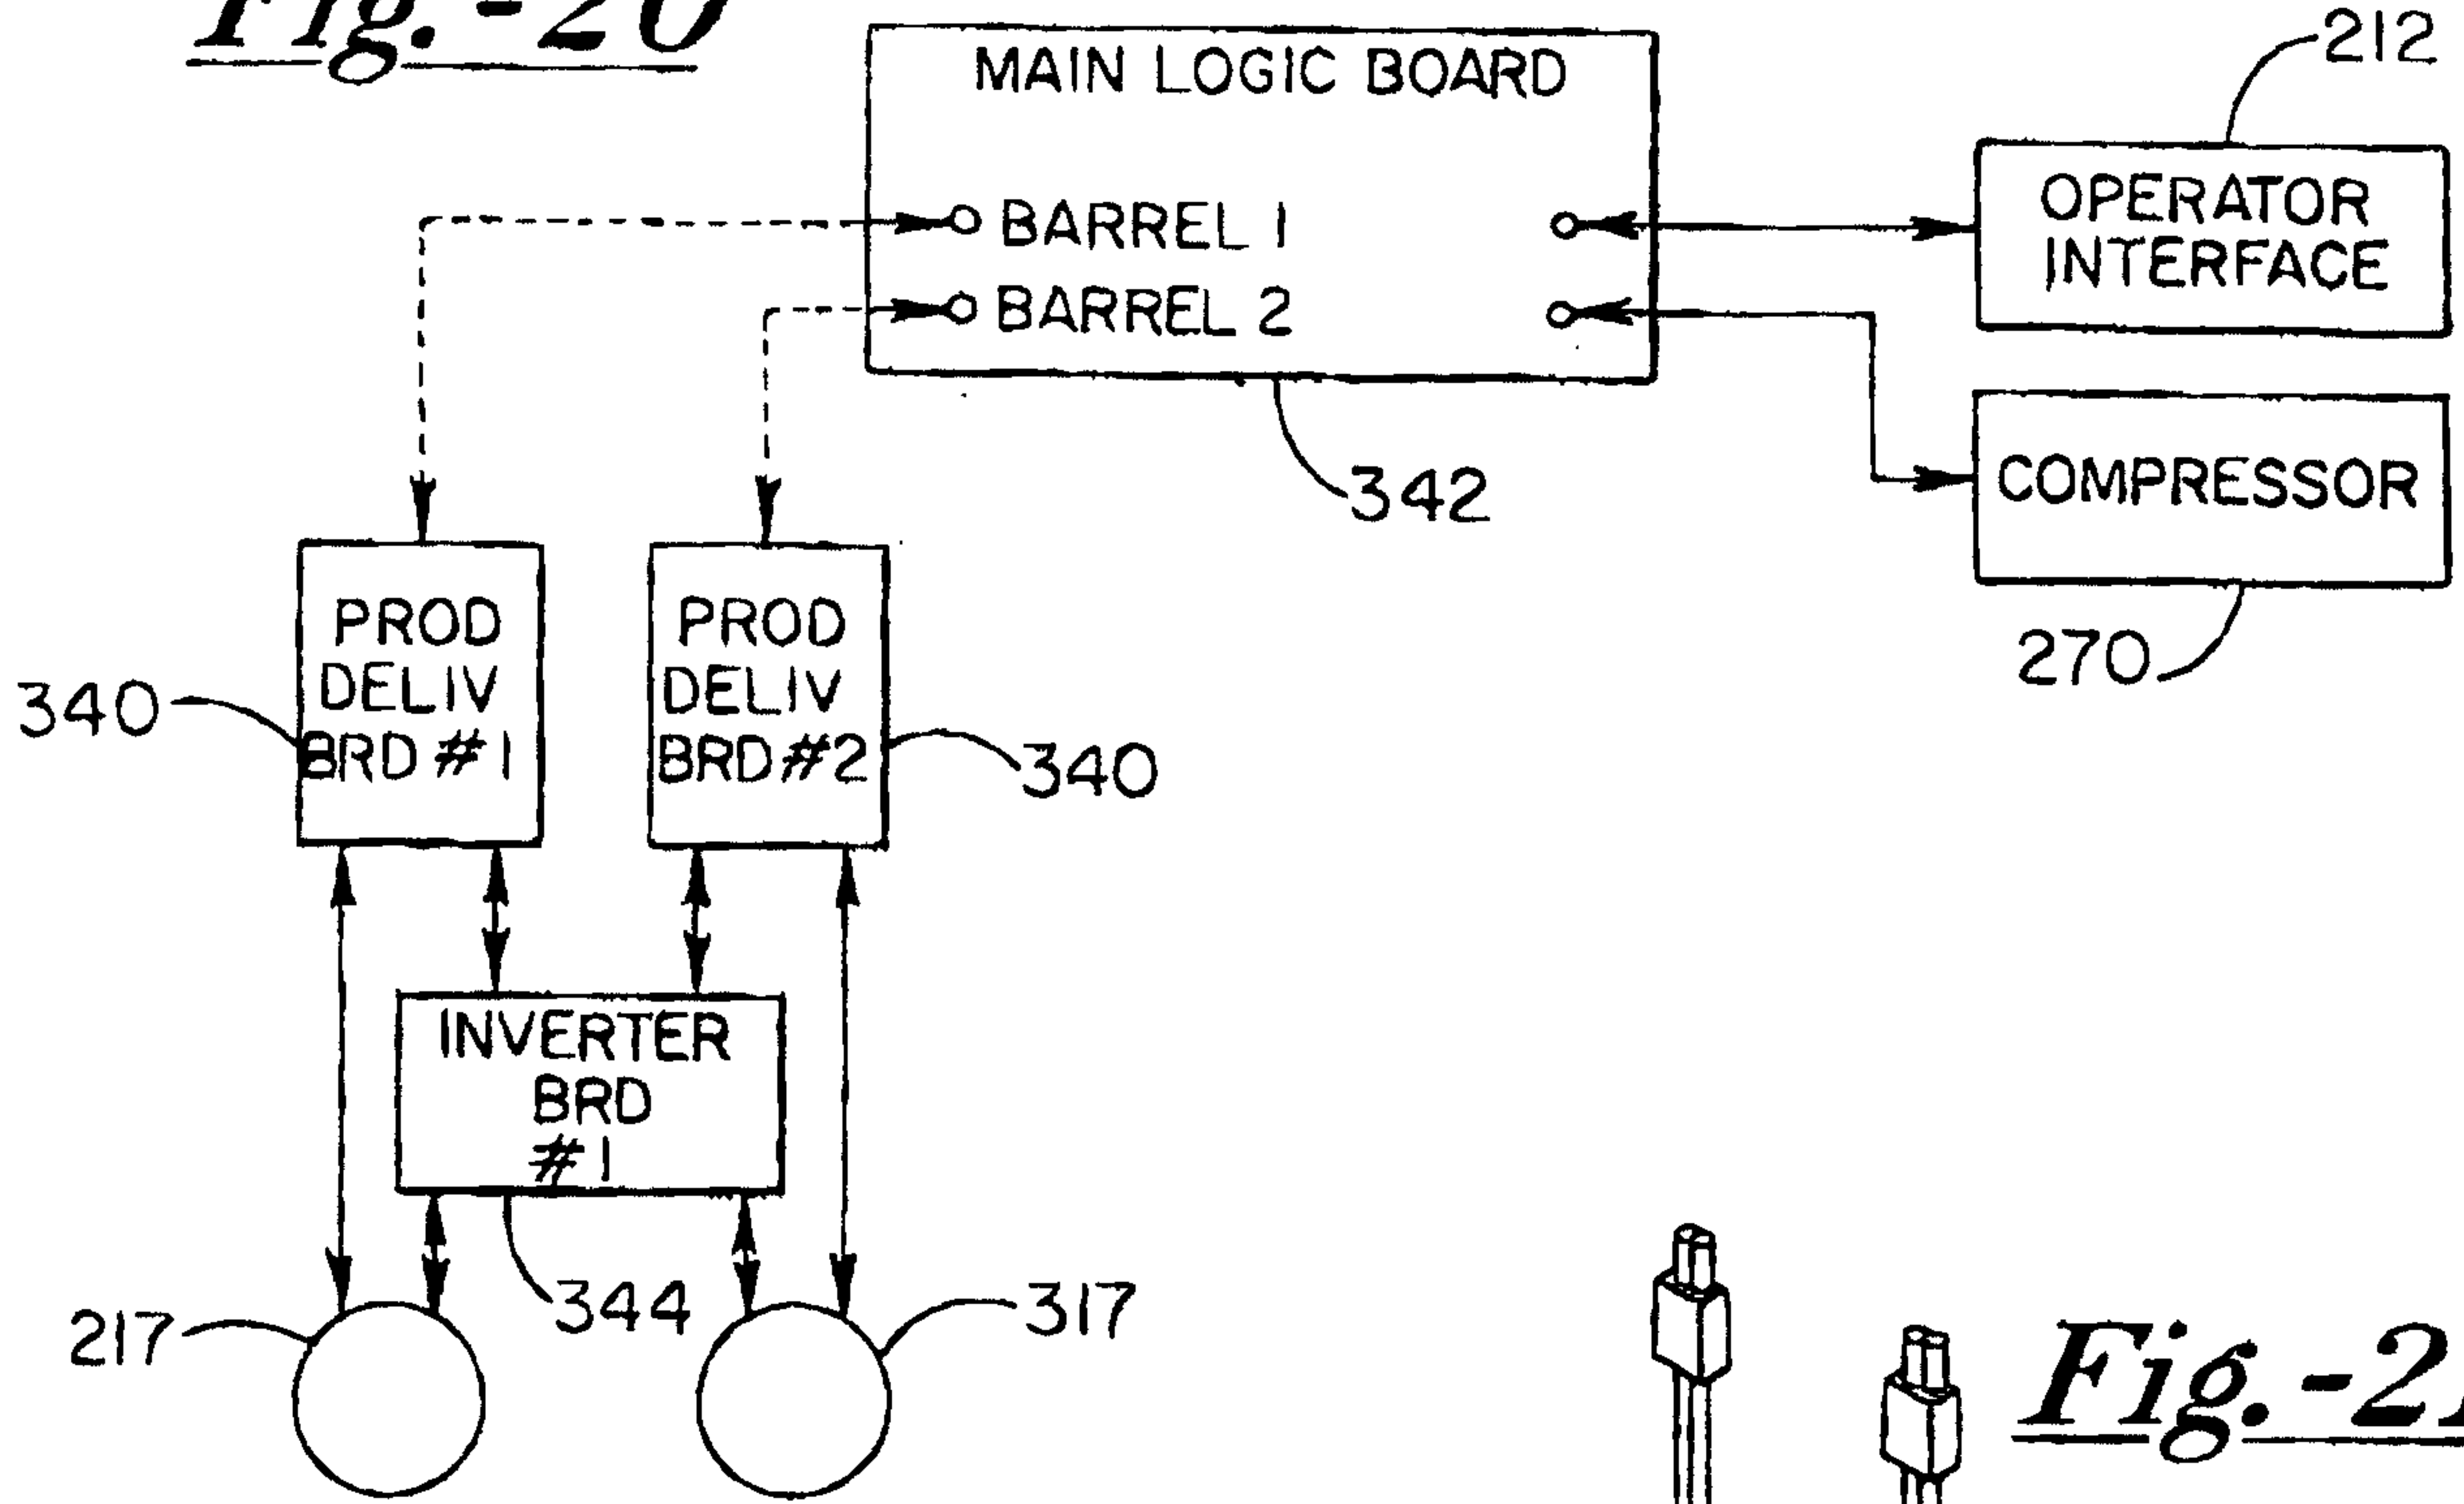 Fig.-20
MAIN LOGIC BOARD
212
OPERATOR
INTERFACE
BARREL 1
BARREL 2
342
COMPRESSOR
270
PROD
DELIV
BRD #1
340
PROD
DELIV
BRD #2
340
INVERTER
BRD
#1
344
217
317